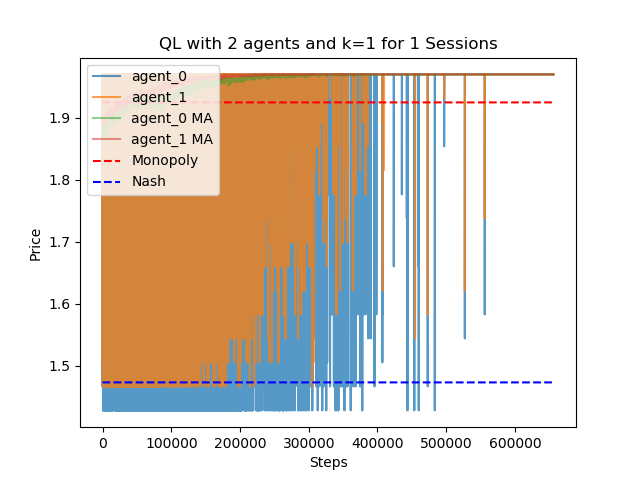 QL with 2 agents and k=1 for 1 Sessions
agent_0
agent_1
agent_0 MA
agent_1 MA
Monopoly
Nash
Price
1.9
1.8
1.7
1.6
1.5
0
100000
200000
300000
400000
500000
600000
Steps